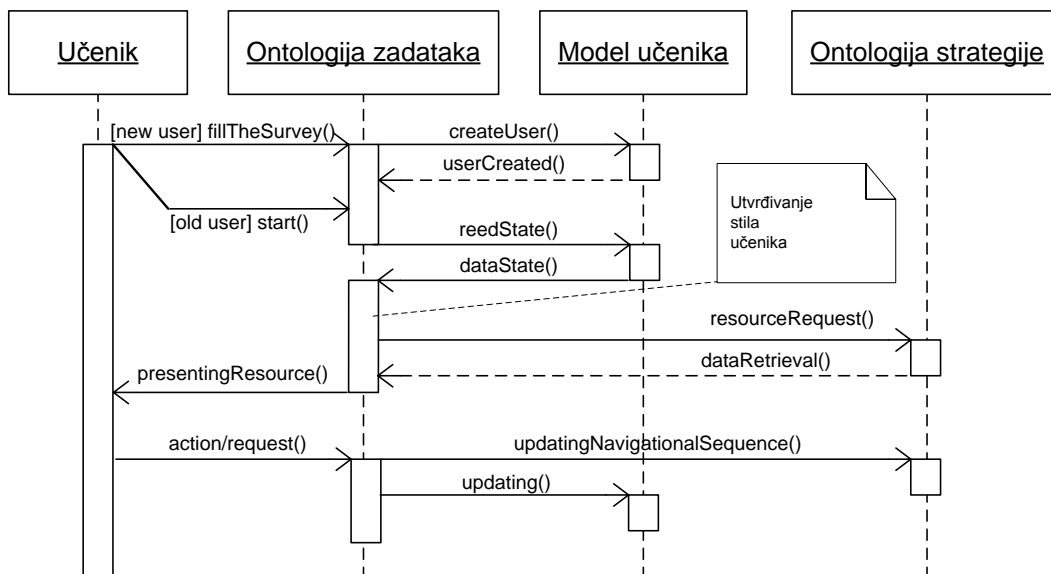 Učenik
Ontologija zadataka
Model učenika
Ontologija strategije
[new user] fillTheSurvey()
createUser()
userCreated()
[old user] start()
Utvrđivanje
stila
učenika
reedState()
dataState()
resourceRequest()
dataRetrieval()
presentingResource()
action/request()
updatingNavigationalSequence()
updating()